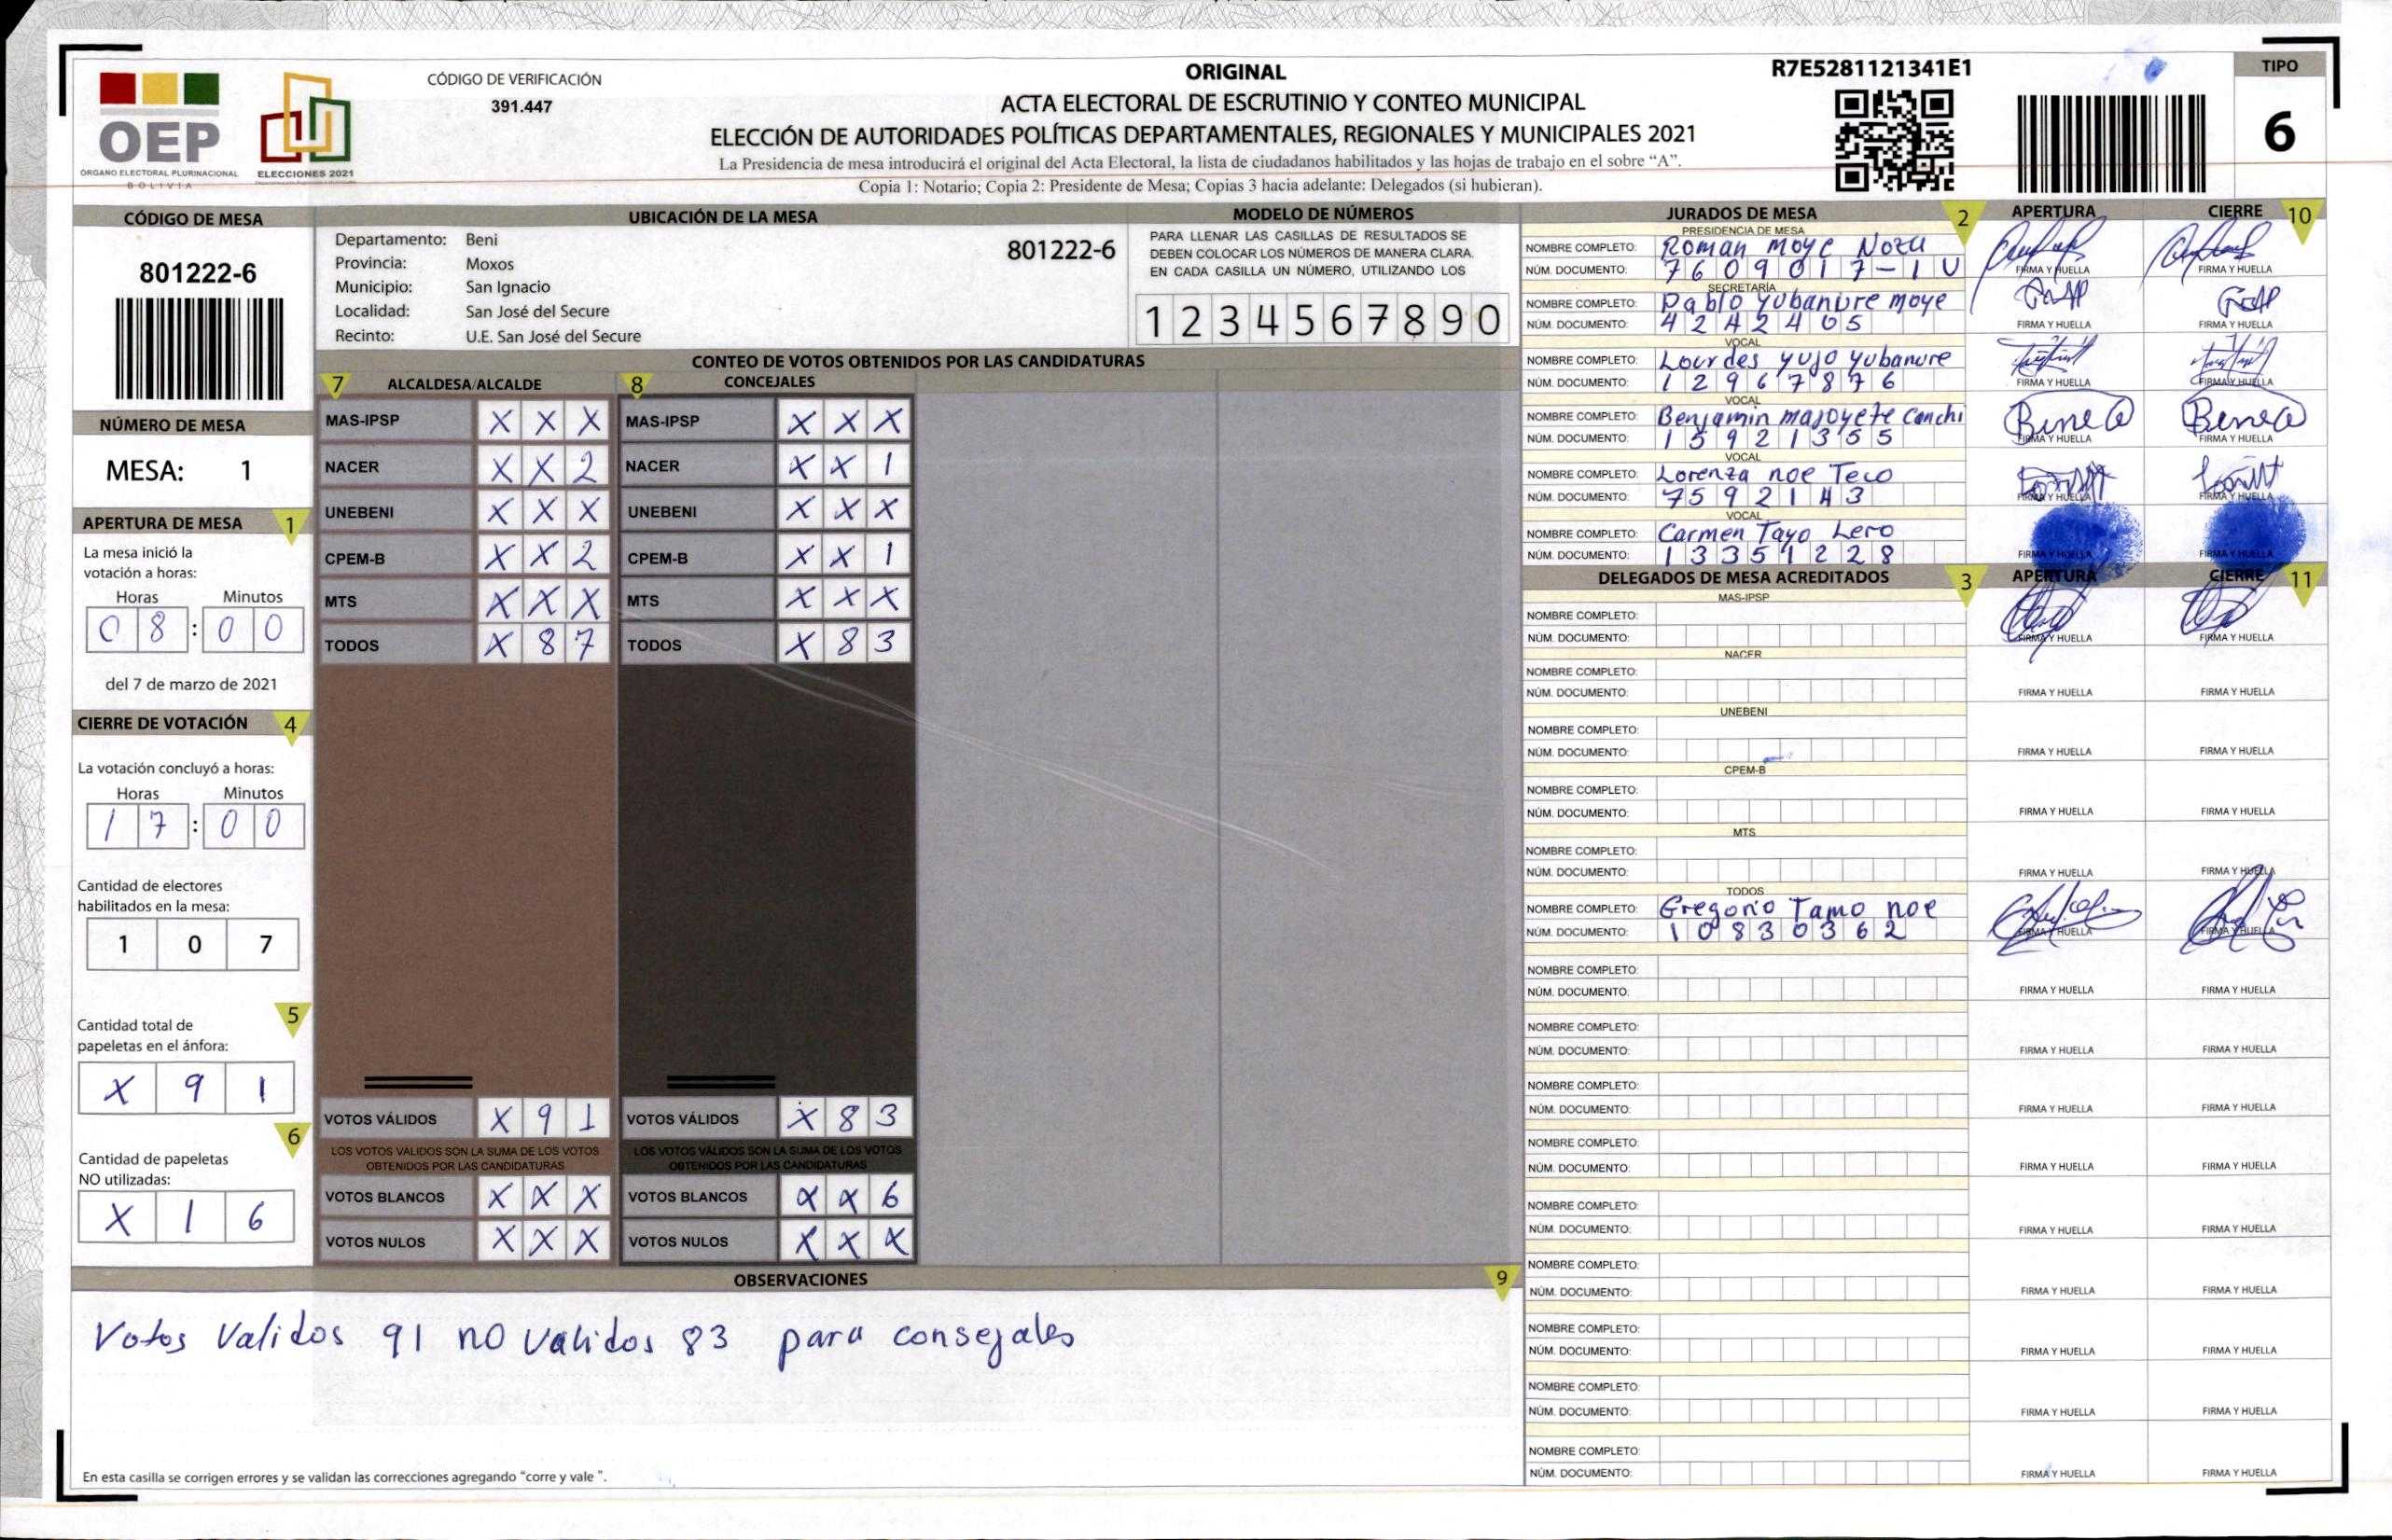 OEP
ÓRGANO ELECTORAL PLURINACIONAL
BOLIVIA
ELECCIONES 2021
CÓDIGO DE VERIFICACIÓN
391.447
ORIGINAL
ACTA ELECTORAL DE ESCRUTINIO Y CONTEO MUNICIPAL
ELECCIÓN DE AUTORIDADES POLÍTICAS DEPARTAMENTALES, REGIONALES Y MUNICIPALES 2021
La Presidencia de mesa introducirá el original del Acta Electoral, la lista de ciudadanos habilitados y las hojas de trabajo en el sobre “A”.
Copia 1: Notario; Copia 2: Presidente de Mesa; Copias 3 hacia adelante: Delegados (si hubieran).
R7E5281121341E1
TIPO
6
CÓDIGO DE MESA
801222-6
NÚMERO DE MESA
MESA: 1
APERTURA DE MESA 1
La mesa inició la
votación a horas:
Horas Minutos
0 8 : 0 0
del 7 de marzo de 2021
CIERRE DE VOTACIÓN 4
La votación concluyó a horas:
Horas Minutos
1 7 : 0 0
Cantidad de electores
habilitados en la mesa:
1 0 7
5
Cantidad total de
papeletas en el ánfora:
X 9 1
6
Cantidad de papeletas
NO utilizadas:
X 1 6
UBICACIÓN DE LA MESA
Departamento: Beni
Provincia: Moxos
Municipio: San Ignacio
Localidad: San José del Secure
Recinto: U.E. San José del Secure
801222-6
MODELO DE NÚMEROS
PARA LLENAR LAS CASILLAS DE RESULTADOS SE
DEBEN COLOCAR LOS NÚMEROS DE MANERA CLARA.
EN CADA CASILLA UN NÚMERO, UTILIZANDO LOS
1 2 3 4 5 6 7 8 9 0
CONTEO DE VOTOS OBTENIDOS POR LAS CANDIDATURAS
7 ALCALDESA/ALCALDE 8 CONCEJALES
MAS-IPSP X X X MAS-IPSP X X X
NACER X X 2 NACER X X 1
UNEBENI X X X UNEBENI X X X
CPEM-B X X 2 CPEM-B X X 1
MTS X X X MTS X X X
TODOS X 8 7 TODOS X 8 3
VOTOS VÁLIDOS X 9 1 VOTOS VÁLIDOS X 8 3
LOS VOTOS VÁLIDOS SON LA SUMA DE LOS VOTOS LOS VOTOS VÁLIDOS SON LA SUMA DE LOS VOTOS
OBTENIDOS POR LAS CANDIDATURAS OBTENIDOS POR LAS CANDIDATURAS
VOTOS BLANCOS X X X VOTOS BLANCOS X X 6
VOTOS NULOS X X X VOTOS NULOS X X X
OBSERVACIONES 9
Votos Validos 91 no validos 83 para consejales
En esta casilla se corrigen errores y se validan las correcciones agregando “corre y vale ”.
JURADOS DE MESA 2 APERTURA CIERRE 10
PRESIDENCIA DE MESA
NOMBRE COMPLETO: Roman Moye Noza
NÚM. DOCUMENTO: 7 6 0 9 0 1 7 - 1 U FIRMA Y HUELLA FIRMA Y HUELLA
SECRETARÍA
NOMBRE COMPLETO: Pablo Yubanure moye
NÚM. DOCUMENTO: 4 2 4 2 4 0 5 FIRMA Y HUELLA FIRMA Y HUELLA
VOCAL
NOMBRE COMPLETO: Lourdes yujo yubanure
NÚM. DOCUMENTO: 1 2 9 6 7 8 7 6 FIRMA Y HUELLA FIRMA Y HUELLA
VOCAL
NOMBRE COMPLETO: Benjamin majoyete Conchi
NÚM. DOCUMENTO: 1 5 9 2 1 3 5 5 FIRMA Y HUELLA FIRMA Y HUELLA
VOCAL
NOMBRE COMPLETO: Lorenza noe Teco
NÚM. DOCUMENTO: 7 5 9 2 1 4 3 FIRMA Y HUELLA FIRMA Y HUELLA
VOCAL
NOMBRE COMPLETO: Carmen Tayo Lero
NÚM. DOCUMENTO: 1 3 3 5 1 2 2 8 FIRMA Y HUELLA FIRMA Y HUELLA
DELEGADOS DE MESA ACREDITADOS 3 APERTURA CIERRE 11
MAS-IPSP
NOMBRE COMPLETO:
NÚM. DOCUMENTO: FIRMA Y HUELLA FIRMA Y HUELLA
NACER
NOMBRE COMPLETO:
NÚM. DOCUMENTO: FIRMA Y HUELLA FIRMA Y HUELLA
UNEBENI
NOMBRE COMPLETO:
NÚM. DOCUMENTO: FIRMA Y HUELLA FIRMA Y HUELLA
CPEM-B
NOMBRE COMPLETO:
NÚM. DOCUMENTO: FIRMA Y HUELLA FIRMA Y HUELLA
MTS
NOMBRE COMPLETO:
NÚM. DOCUMENTO: FIRMA Y HUELLA FIRMA Y HUELLA
TODOS
NOMBRE COMPLETO: Gregorio Tamo noe
NÚM. DOCUMENTO: 1 0 8 3 0 3 6 2 FIRMA Y HUELLA FIRMA Y HUELLA
NOMBRE COMPLETO:
NÚM. DOCUMENTO: FIRMA Y HUELLA FIRMA Y HUELLA
NOMBRE COMPLETO:
NÚM. DOCUMENTO: FIRMA Y HUELLA FIRMA Y HUELLA
NOMBRE COMPLETO:
NÚM. DOCUMENTO: FIRMA Y HUELLA FIRMA Y HUELLA
NOMBRE COMPLETO:
NÚM. DOCUMENTO: FIRMA Y HUELLA FIRMA Y HUELLA
NOMBRE COMPLETO:
NÚM. DOCUMENTO: FIRMA Y HUELLA FIRMA Y HUELLA
NOMBRE COMPLETO:
NÚM. DOCUMENTO: FIRMA Y HUELLA FIRMA Y HUELLA
NOMBRE COMPLETO:
NÚM. DOCUMENTO: FIRMA Y HUELLA FIRMA Y HUELLA
NOMBRE COMPLETO:
NÚM. DOCUMENTO: FIRMA Y HUELLA FIRMA Y HUELLA
NOMBRE COMPLETO:
NÚM. DOCUMENTO: FIRMA Y HUELLA FIRMA Y HUELLA